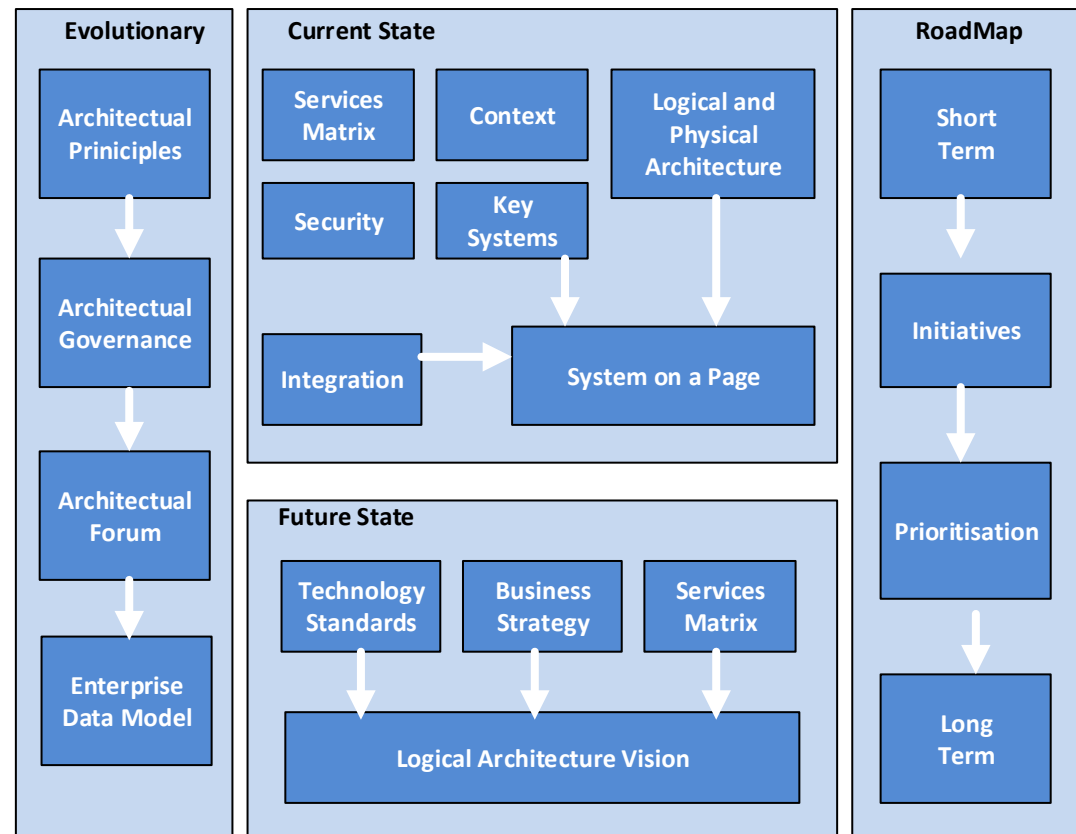 Evolutionary
Architectual
Priniciples
Architectual
Governance
Architectual
Forum
Enterprise
Data Model
Current State
Services
Matrix
Context
Logical and
Physical
Architecture
Security
Key
Systems
Integration
System on a Page
Future State
Technology
Standards
Business
Strategy
Services
Matrix
Logical Architecture Vision
RoadMap
Short
Term
Initiatives
Prioritisation
Long
Term